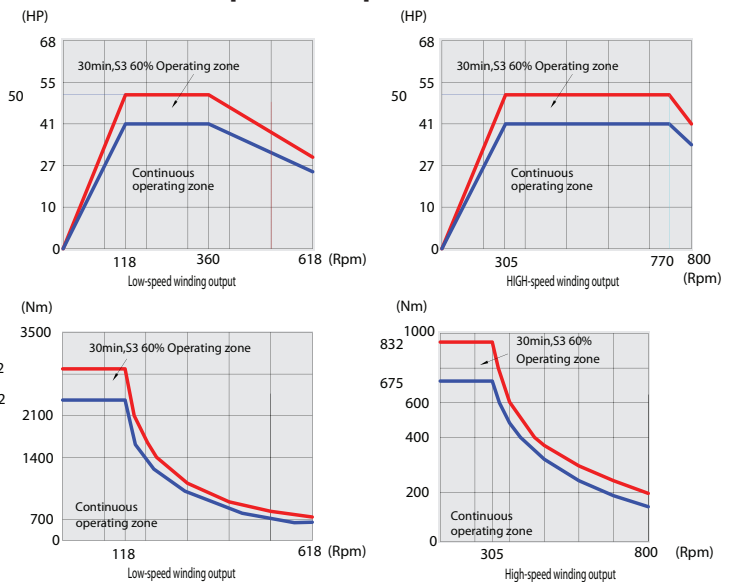 (HP)
68
30min,S3 60% Operating zone
55
50
41
Continuous
operating zone
27
10
0
118 360 618 (Rpm)
Low-speed winding output
(HP)
68
30min,S3 60% Operating zone
55
50
41
Continuous
operating zone
27
10
0
305 770 800
(Rpm)
HIGH-speed winding output
(Nm)
3500
30min,S3 60% Operating zone
2100
1400
Continuous
operating zone
700
0
118 618 (Rpm)
Low-speed winding output
(Nm)
1000
832
30min,S3 60%
Operating zone
675
600
400
200
Continuous
operating zone
0
305 800 (Rpm)
High-speed winding output